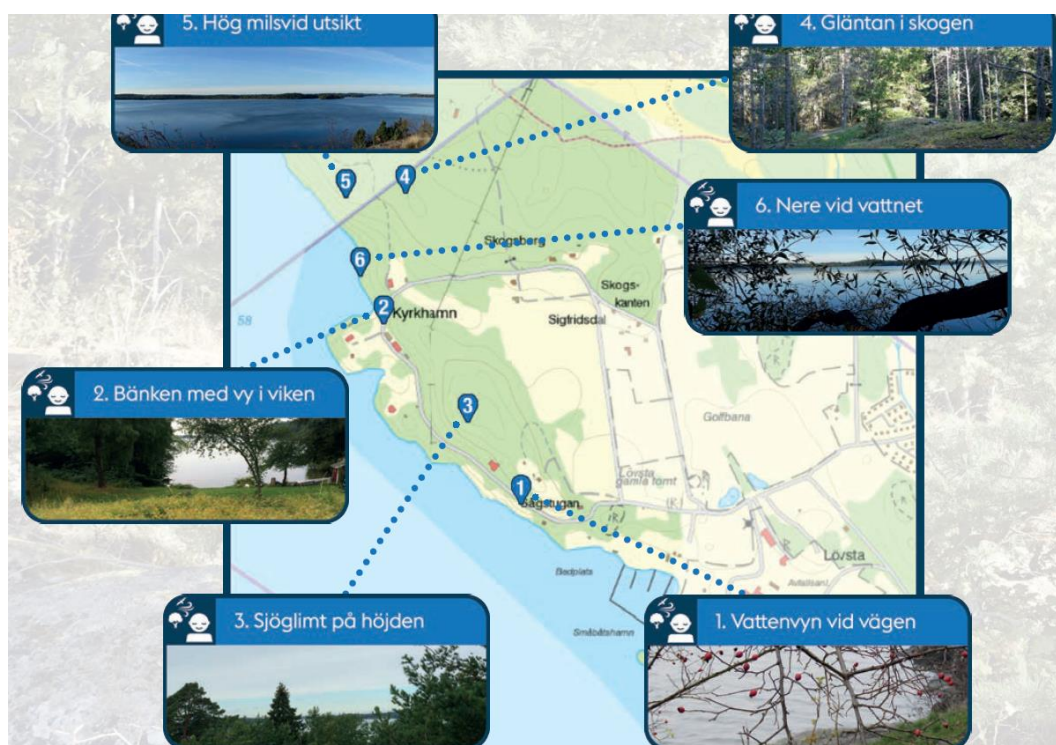 5. Hög milsvid utsikt
4. Gläntan i skogen
5
4
6. Nere vid vattnet
Skogsberg
6
Skogs-
kanten
58
2
Kyrkhamn
Sigfridsdal
2. Bänken med vy i viken
3
Golfbana
Lövsta
gamla tomt
1
Sågstugan
(R)
(R)
Lövsta
Badplats
Avfallsanl
3. Sjöglimt på höjden
1. Vattenvyn vid vägen
Småbåtshamn